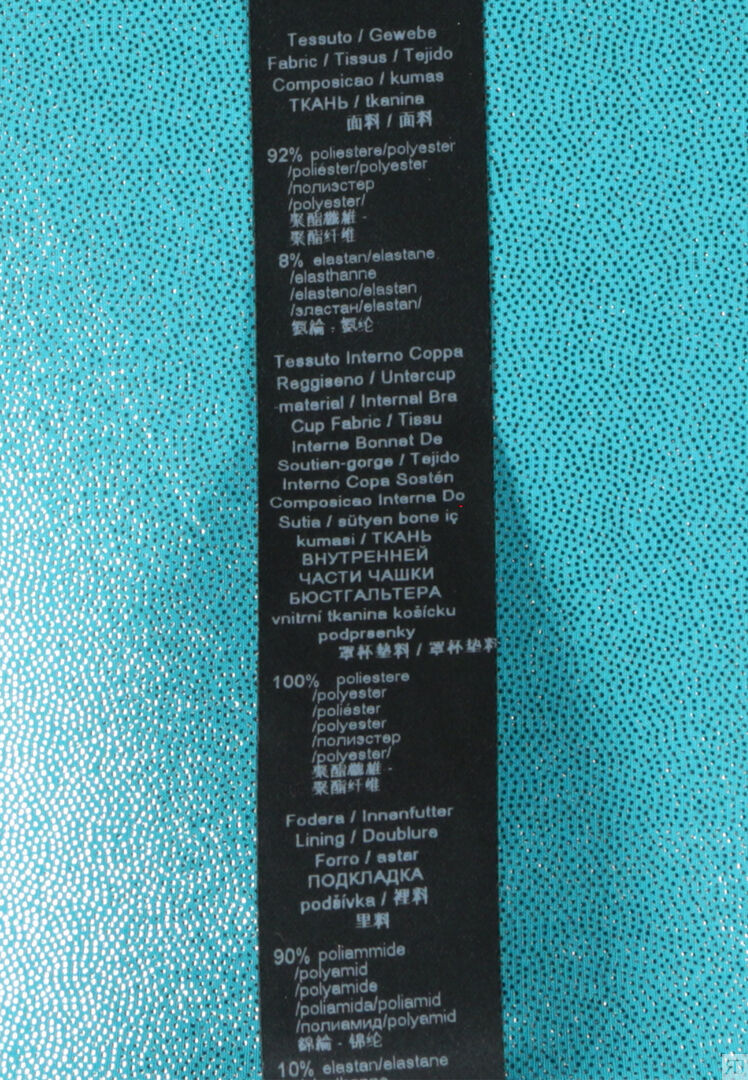 Tessuto / Gewebe
Fabric / Tissus / Tejido
Composicao / kumas
ТКАНЬ / tkanina
面料 / 面料
92% poliestere/polyester
/poliéster/polyester
/полиэстер
/polyester/
聚酯纖維 -
聚酯纤维
8% elastan/elastane
/elasthanne
/elastano/elastan
/эластан/elastan/
氨綸 - 氨纶
Tessuto Interno Coppa
Reggiseno / Untercup
material / Internal Bra
Cup Fabric / Tissu
Interne Bonnet De
Soutien-gorge / Tejido
Interno Copa Sostén
Composicao Interna Do
Sutia / sütyen bone iç
kumasi / ТКАНЬ
ВНУТРЕННЕЙ
ЧАСТИ ЧАШКИ
БЮСТГАЛЬТЕРА
vnitrní tkanina košícku
podprsenky
罩杯墊料 / 罩杯垫料
100% poliestere
/polyester
/poliéster
/polyester
/полиэстер
/polyester/
聚酯纖維 -
聚酯纤维
Fodera / Innenfutter
Lining / Doublure
Forro / astar
ПОДКЛАДКА
podšívka / 裡料
里料
90% poliammide
/polyamid
/polyamide
/poliamida/poliamid
/полиамид/polyamid
錦綸 - 锦纶
10% elastan/elastane